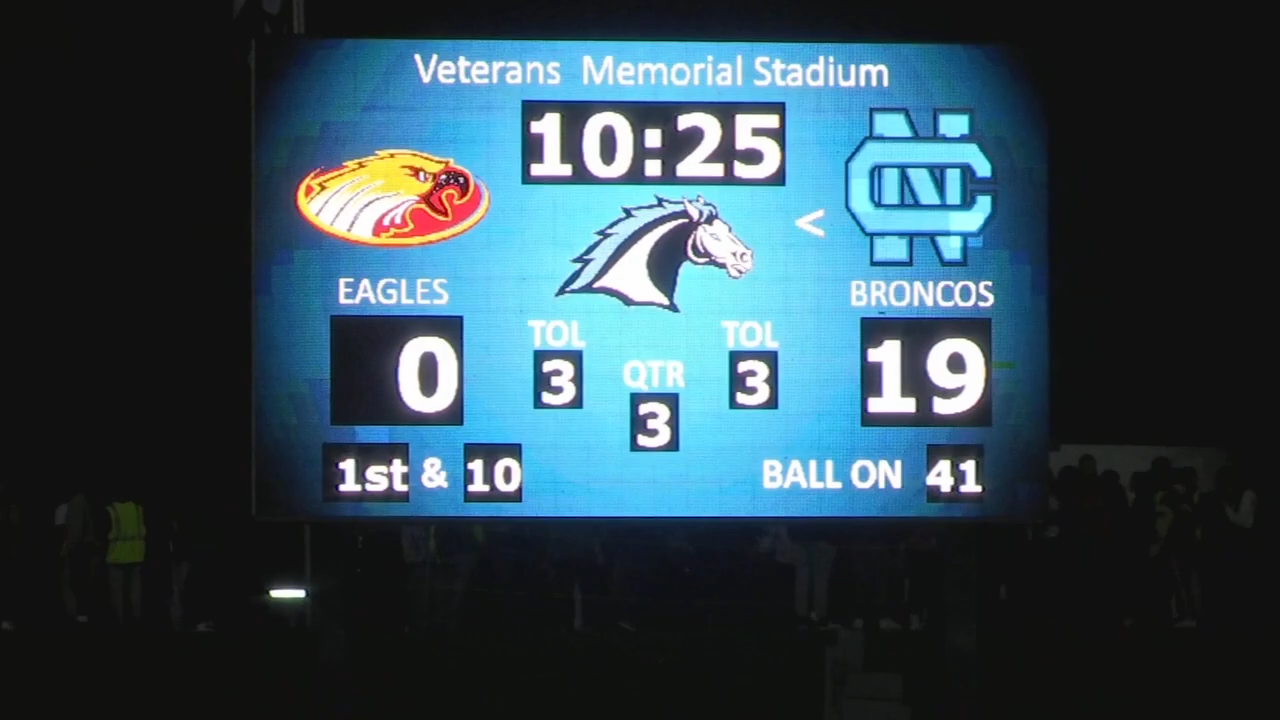 Veterans Memorial Stadium
10:25
<
NC
EAGLES
BRONCOS
TOL
TOL
0
3
QTR
3
19
3
1st & 10
BALL ON 41